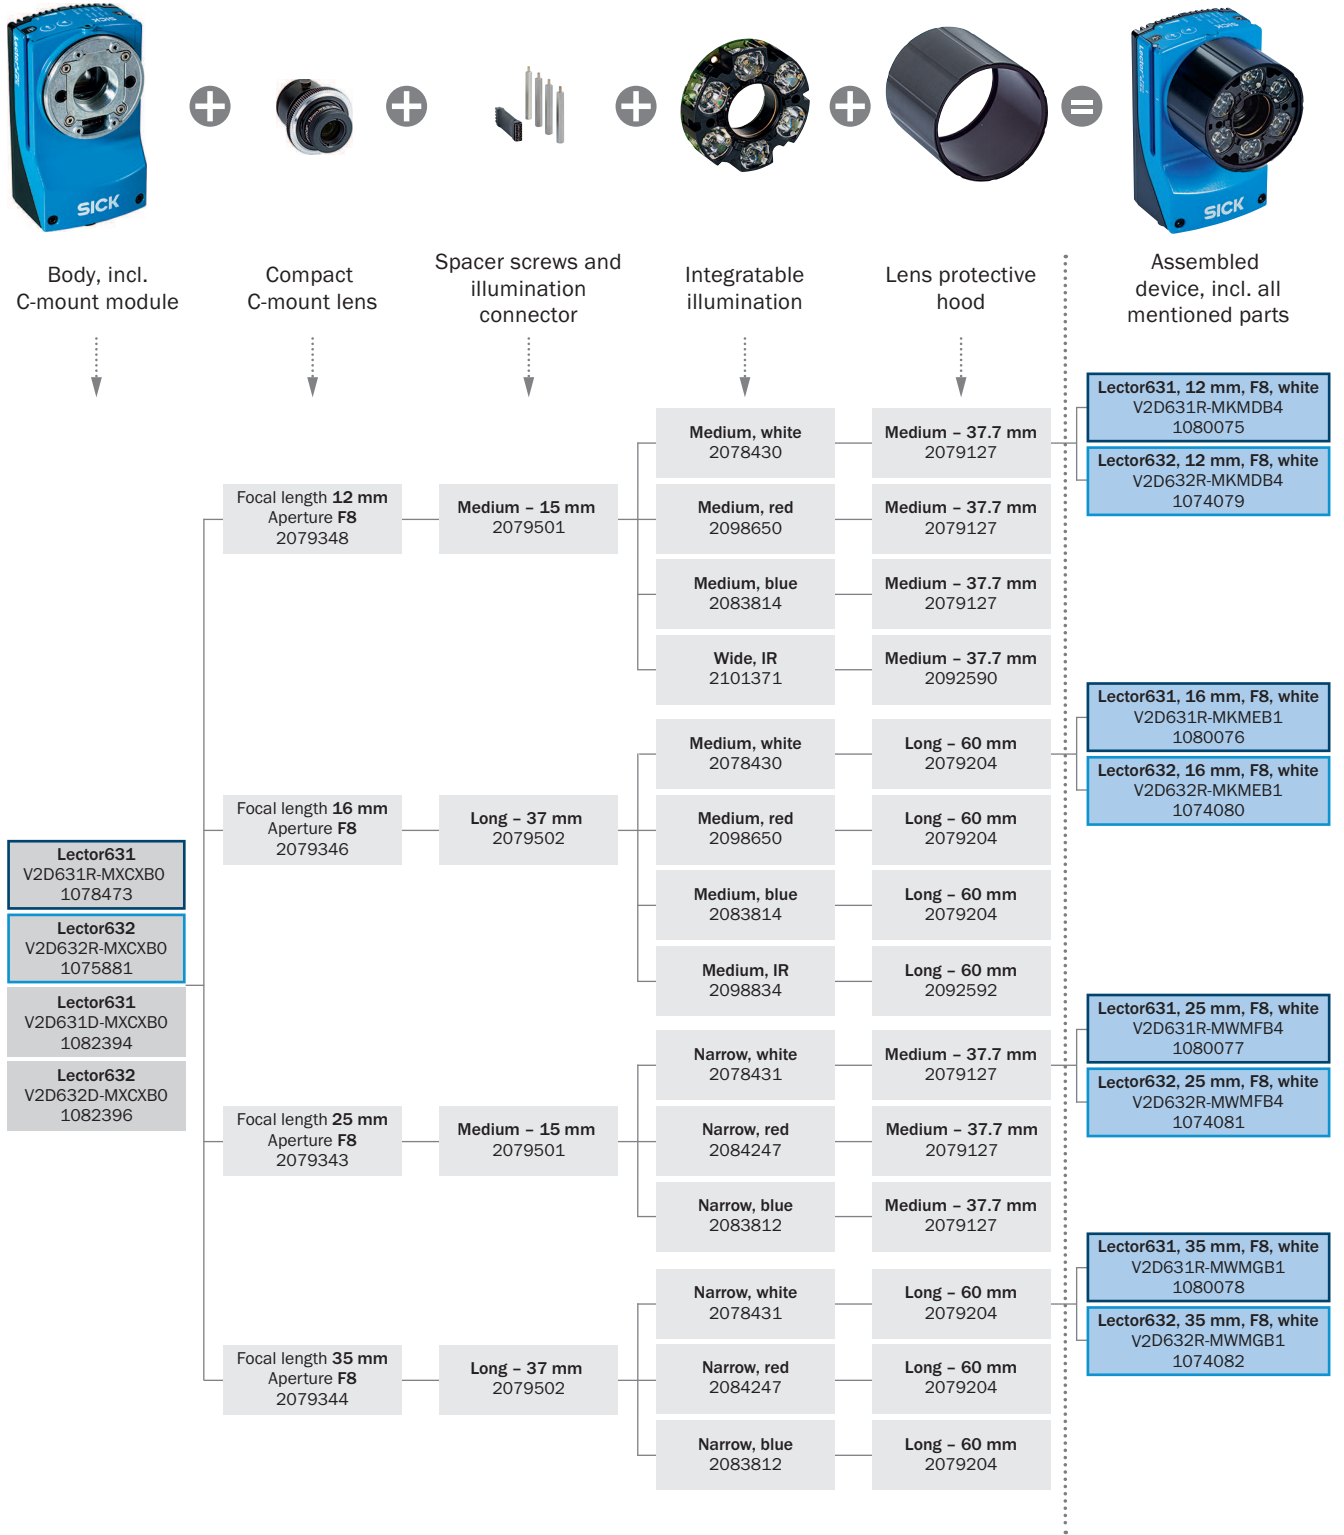 SICK
Lector63x
SICK
SICK
SICK
Body, incl.
C-mount module
Compact
C-mount lens
Spacer screws and
illumination
connector
Integratable
illumination
Lens protective
hood
Assembled
device, incl. all
mentioned parts
Lector631
V2D631R-MXCXB0
1078473
Lector632
V2D632R-MXCXB0
1075881
Lector631
V2D631D-MXCXB0
1082394
Lector632
V2D632D-MXCXB0
1082396
Focal length 12 mm
Aperture F8
2079348
Medium – 15 mm
2079501
Medium, white
2078430
Medium – 37.7 mm
2079127
Medium, red
2098650
Medium – 37.7 mm
2079127
Medium, blue
2083814
Medium – 37.7 mm
2079127
Wide, IR
2101371
Medium – 37.7 mm
2092590
Lector631, 12 mm, F8, white
V2D631R-MKMDB4
1080075
Lector632, 12 mm, F8, white
V2D632R-MKMDB4
1074079
Focal length 16 mm
Aperture F8
2079346
Long – 37 mm
2079502
Medium, white
2078430
Long – 60 mm
2079204
Medium, red
2098650
Long – 60 mm
2079204
Medium, blue
2083814
Long – 60 mm
2079204
Medium, IR
2098834
Long – 60 mm
2092592
Lector631, 16 mm, F8, white
V2D631R-MKMEB1
1080076
Lector632, 16 mm, F8, white
V2D632R-MKMEB1
1074080
Focal length 25 mm
Aperture F8
2079343
Medium – 15 mm
2079501
Narrow, white
2078431
Medium – 37.7 mm
2079127
Narrow, red
2084247
Medium – 37.7 mm
2079127
Narrow, blue
2083812
Medium – 37.7 mm
2079127
Lector631, 25 mm, F8, white
V2D631R-MWMFB4
1080077
Lector632, 25 mm, F8, white
V2D632R-MWMFB4
1074081
Focal length 35 mm
Aperture F8
2079344
Long – 37 mm
2079502
Narrow, white
2078431
Long – 60 mm
2079204
Narrow, red
2084247
Long – 60 mm
2079204
Narrow, blue
2083812
Long – 60 mm
2079204
Lector631, 35 mm, F8, white
V2D631R-MWMGB1
1080078
Lector632, 35 mm, F8, white
V2D632R-MWMGB1
1074082